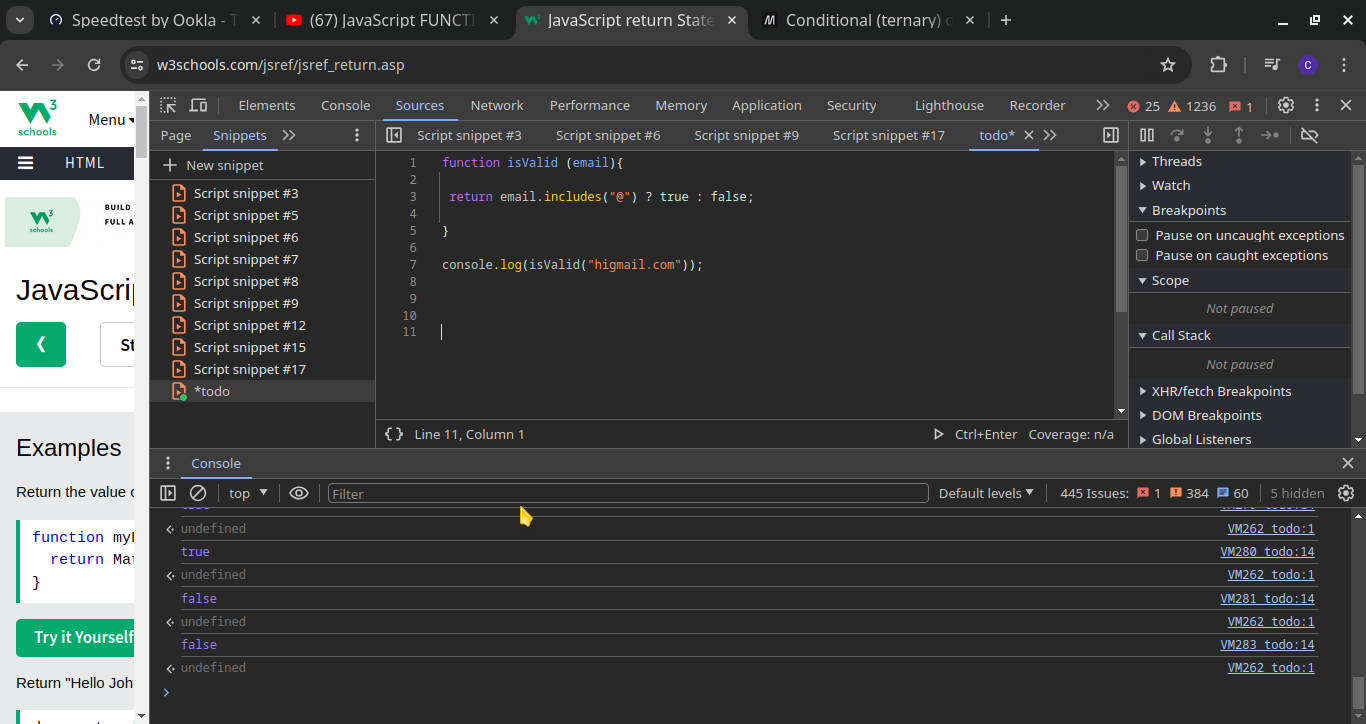 Speedtest by Ookla - T
(67) JavaScript FUNCTI
JavaScript return State
Conditional (ternary) o
w3schools.com/jsref/jsref_return.asp
C
3
schools
Menu
HTML
schools
BUILD
FULL A
JavaScrip
❮
St
Examples
Return the value o
function myF
return Mat
}
Try it Yourself
Return "Hello Joh
Elements Console Sources Network Performance Memory Application Security Lighthouse Recorder 25 1236 1
Page Snippets
New snippet
Script snippet #3
Script snippet #5
Script snippet #6
Script snippet #7
Script snippet #8
Script snippet #9
Script snippet #12
Script snippet #15
Script snippet #17
*todo
Script snippet #3 Script snippet #6 Script snippet #9 Script snippet #17 todo*
1 function isValid (email){
2
3 return email.includes("@") ? true : false;
4
5 }
6
7 console.log(isValid("higmail.com"));
8
9
10
11
{ } Line 11, Column 1 Ctrl+Enter Coverage: n/a
Threads
Watch
Breakpoints
Pause on uncaught exceptions
Pause on caught exceptions
Scope
Not paused
Call Stack
Not paused
XHR/fetch Breakpoints
DOM Breakpoints
Global Listeners
Console
top Filter Default levels 445 Issues: 1 384 60 5 hidden
undefined VM262 todo:1
true VM280 todo:14
undefined VM262 todo:1
false VM281 todo:14
undefined VM262 todo:1
false VM283 todo:14
undefined VM262 todo:1